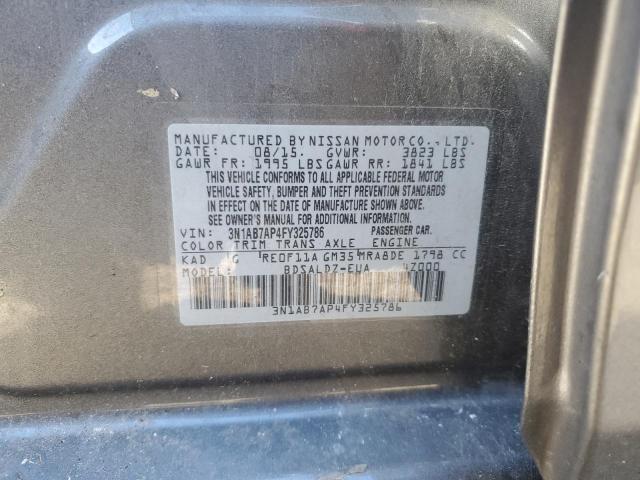 MANUFACTURED BY NISSAN MOTOR CO., LTD.
DATE: 08/15. GVWR: 3823 LBS
GAWR FR: 1995 LBS GAWR RR: 1841 LBS
THIS VEHICLE CONFORMS TO ALL APPLICABLE FEDERAL MOTOR
VEHICLE SAFETY, BUMPER AND THEFT PREVENTION STANDARDS
IN EFFECT ON THE DATE OF MANUFACTURE SHOWN ABOVE.
SEE OWNER'S MANUAL FOR ADDITIONAL INFORMATION.
VIN: 3N1AB7AP4FY325786 PASSENGER CAR.
COLOR TRIM TRANS AXLE ENGINE
KAD G RE0F11A GM35 MRA8DE 1798 CC
MODEL: BDSALDZ-EUA 4Z000
3N1AB7AP4FY325786